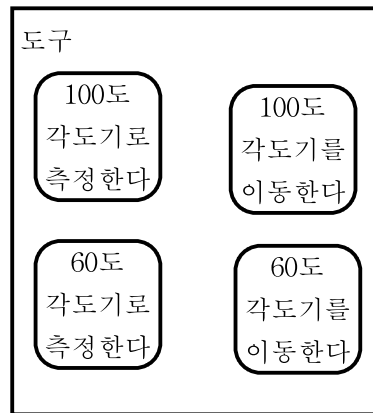 도구
100도
각도기로
측정한다
100도
각도기를
이동한다
60도
각도기로
측정한다
60도
각도기를
이동한다